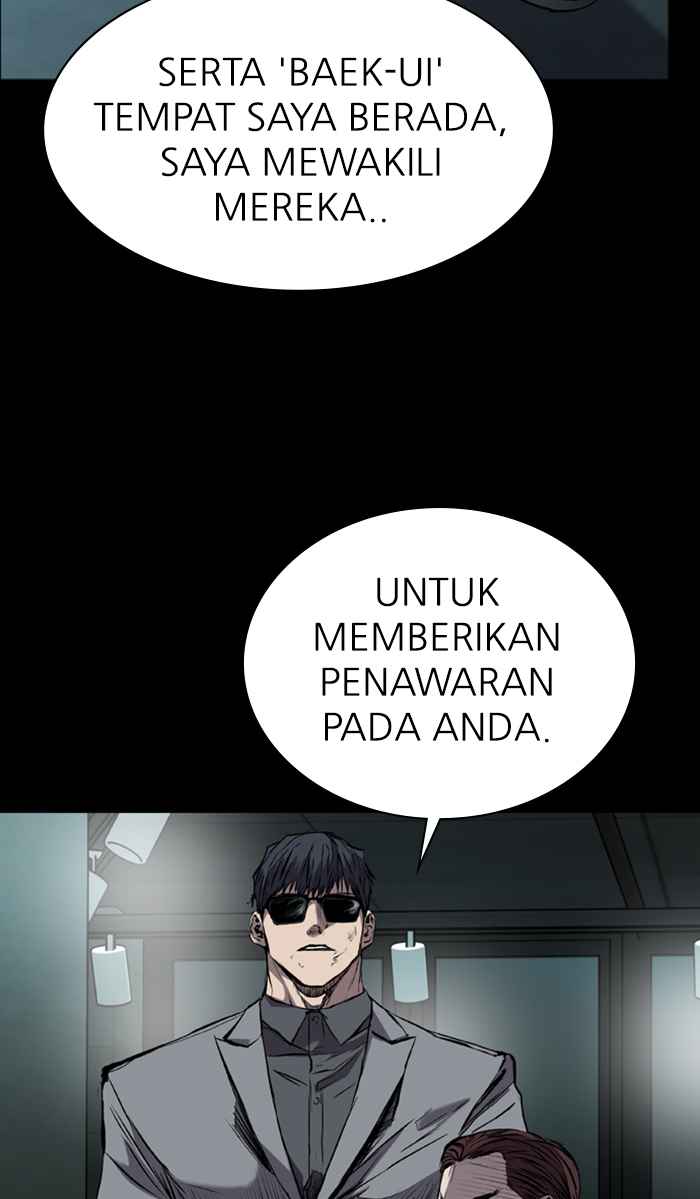 SERTA 'BAEK-UI'
TEMPAT SAYA BERADA,
SAYA MEWAKILI
MEREKA..
UNTUK
MEMBERIKAN
PENAWARAN
PADA ANDA.